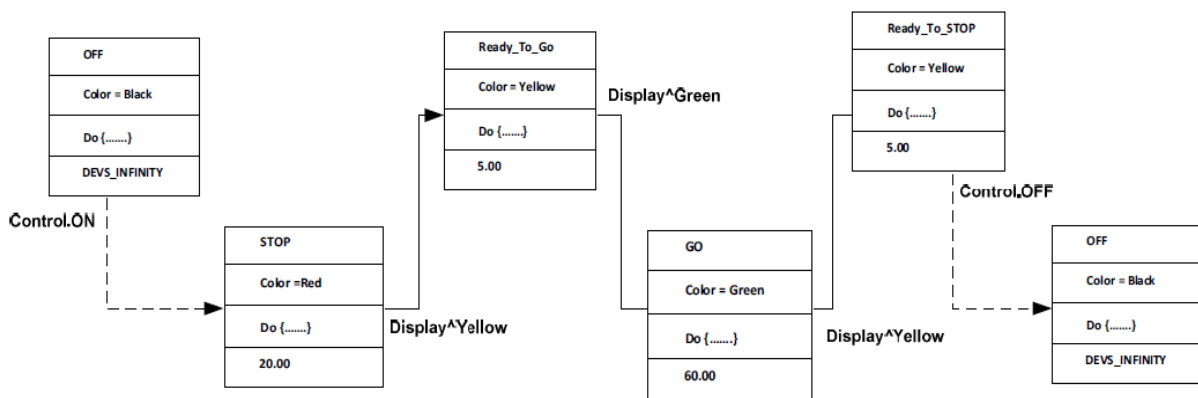 OFF
Color = Black
Do {.......}
DEVS_INFINITY
Control.ON
STOP
Color =Red
Do {.......}
20.00
Display^Yellow
Ready_To_Go
Color = Yellow
Do {.......}
5.00
Display^Green
GO
Color = Green
Do {.......}
60.00
Display^Yellow
Ready_To_STOP
Color = Yellow
Do {.......}
5.00
Control.OFF
OFF
Color = Black
Do {.......}
DEVS_INFINITY